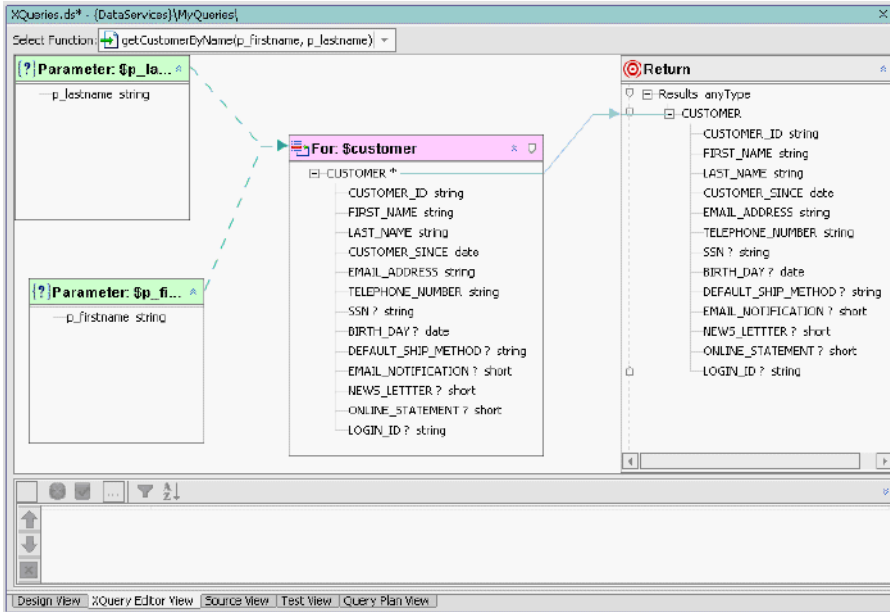 XQueries.ds* - {DataServices}\MyQueries\
Select Function: getCustomerByName(p_firstname, p_lastname)
{?}Parameter: $p_la...
p_lastname string
{?}Parameter: $p_fi...
p_firstname string
For: $customer
CUSTOMER *
CUSTOMER_ID string
FIRST_NAME string
LAST_NAME string
CUSTOMER_SINCE date
EMAIL_ADDRESS string
TELEPHONE_NUMBER string
SSN ? string
BIRTH_DAY ? date
DEFAULT_SHIP_METHOD ? string
EMAIL_NOTIFICATION ? short
NEWS_LETTTER ? short
ONLINE_STATEMENT ? short
LOGIN_ID ? string
Return
Results anyType
CUSTOMER
CUSTOMER_ID string
FIRST_NAME string
LAST_NAME string
CUSTOMER_SINCE date
EMAIL_ADDRESS string
TELEPHONE_NUMBER string
SSN ? string
BIRTH_DAY ? date
DEFAULT_SHIP_METHOD ? string
EMAIL_NOTIFICATION ? short
NEWS_LETTTER ? short
ONLINE_STATEMENT ? short
LOGIN_ID ? string
Design View XQuery Editor View Source View Test View Query Plan View